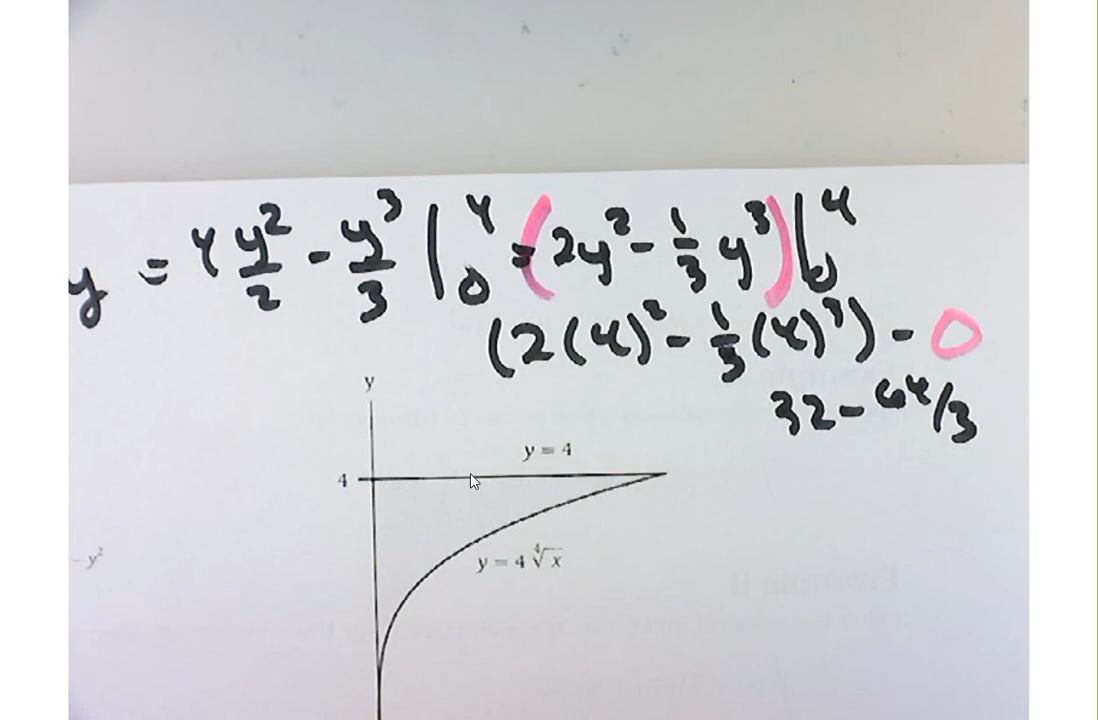 y = 4 y²/2 - y³/3 |₀⁴ = (2y² - 1/3 y³)|₀⁴
(2(4)² - 1/3(4)³) - 0
32 - 64/3
y
y = 4
4
y = 4 ∜x
- y²